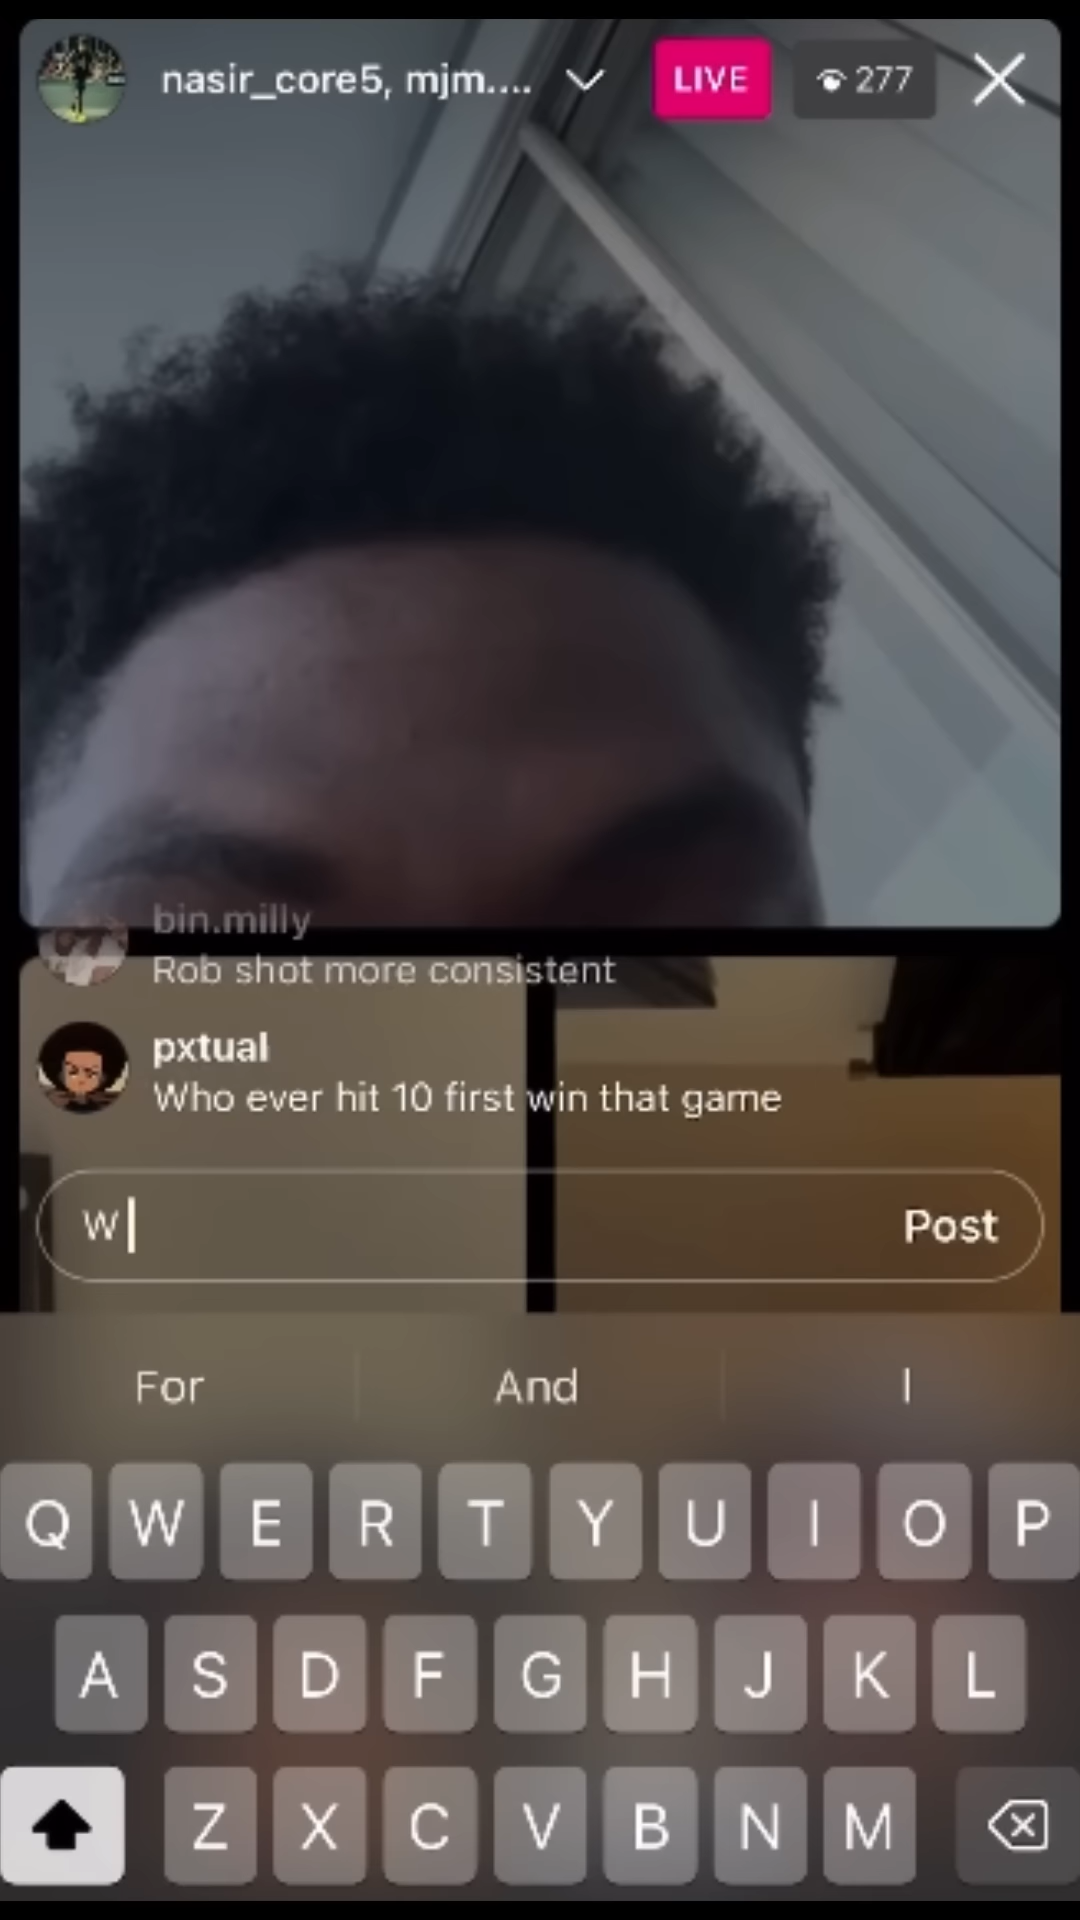 nasir_core5, mjm....
LIVE
277
bin.milly
Rob shot more consistent
pxtual
Who ever hit 10 first win that game
W
Post
For And I
Q W E R T Y U I O P
A S D F G H J K L
Z X C V B N M